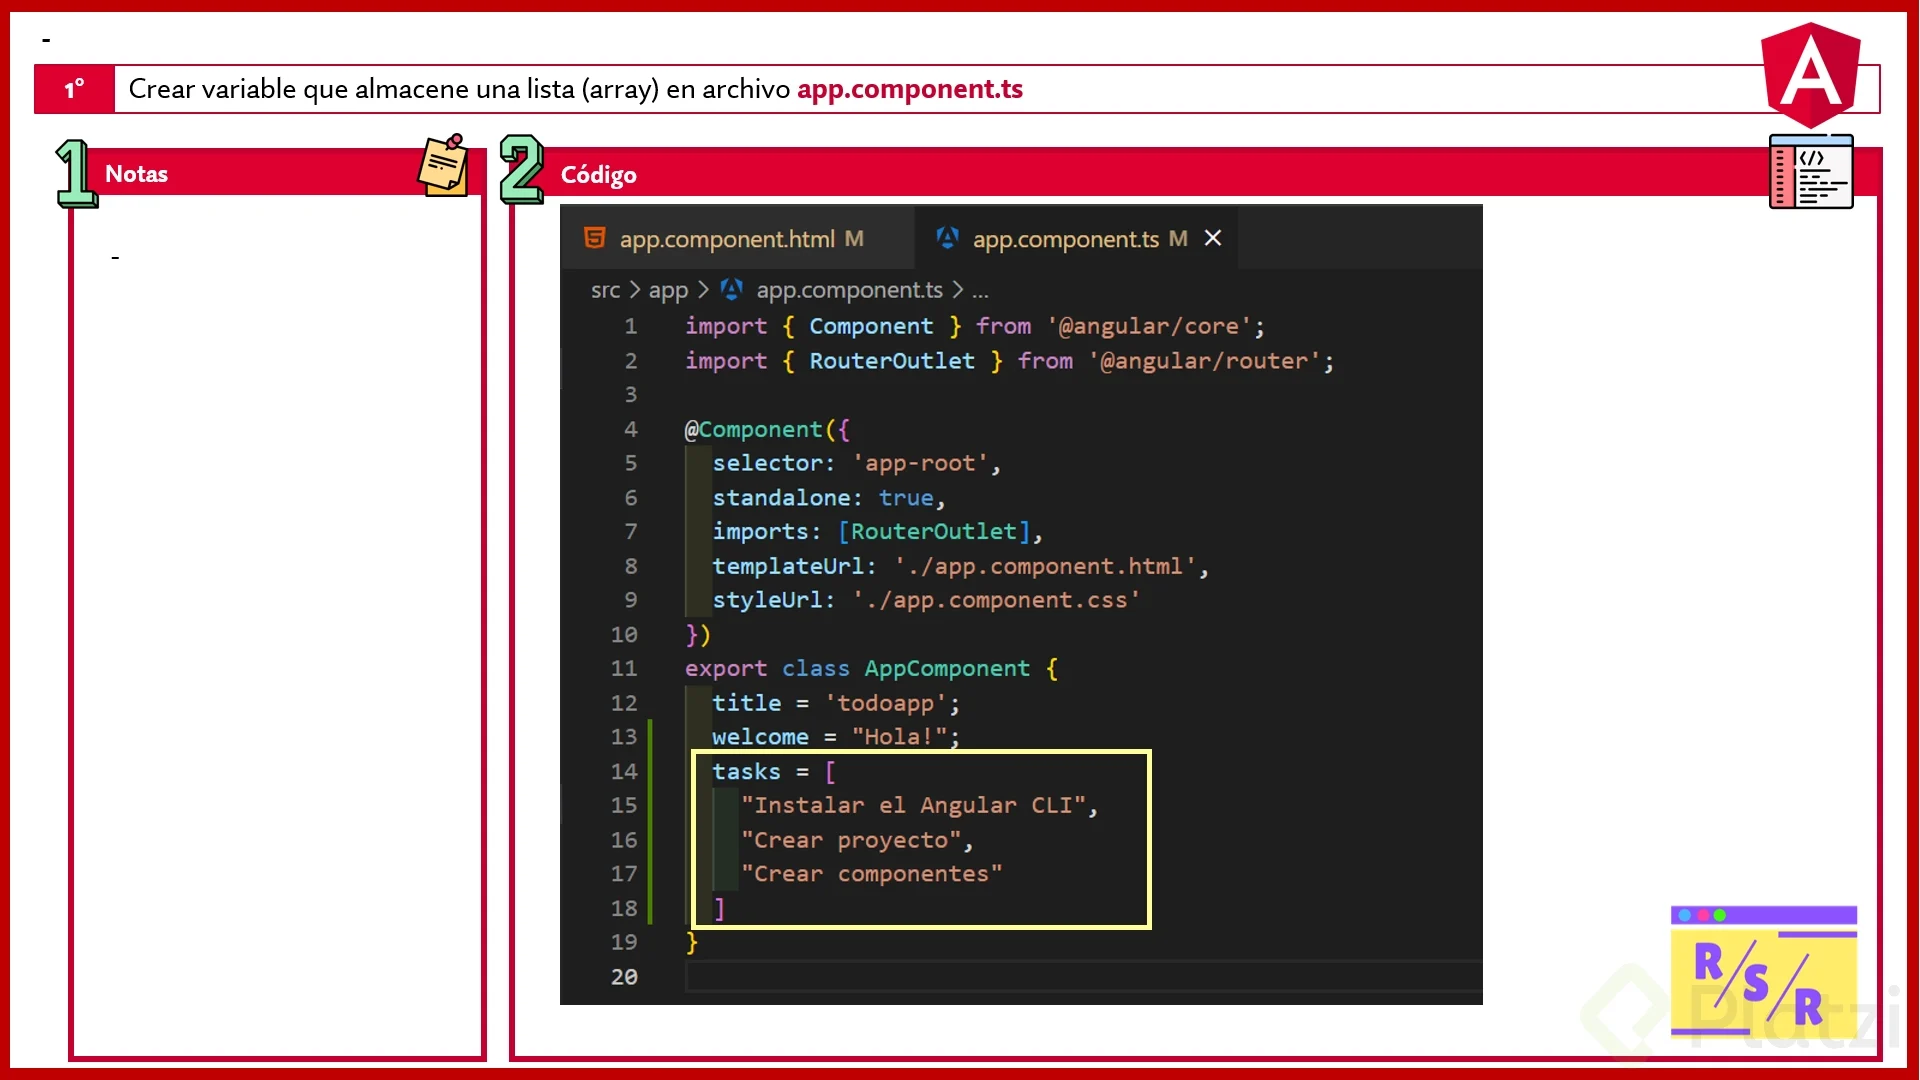 -
1° Crear variable que almacene una lista (array) en archivo app.component.ts
1 Notas
-
2 Código
app.component.html M app.component.ts M ×
src > app > app.component.ts > ...
1 import { Component } from '@angular/core';
2 import { RouterOutlet } from '@angular/router';
3
4 @Component({
5 selector: 'app-root',
6 standalone: true,
7 imports: [RouterOutlet],
8 templateUrl: './app.component.html',
9 styleUrl: './app.component.css'
10 })
11 export class AppComponent {
12 title = 'todoapp';
13 welcome = "Hola!";
14 tasks = [
15 "Instalar el Angular CLI",
16 "Crear proyecto",
17 "Crear componentes"
18 ]
19 }
20
R/S/R
Platzi